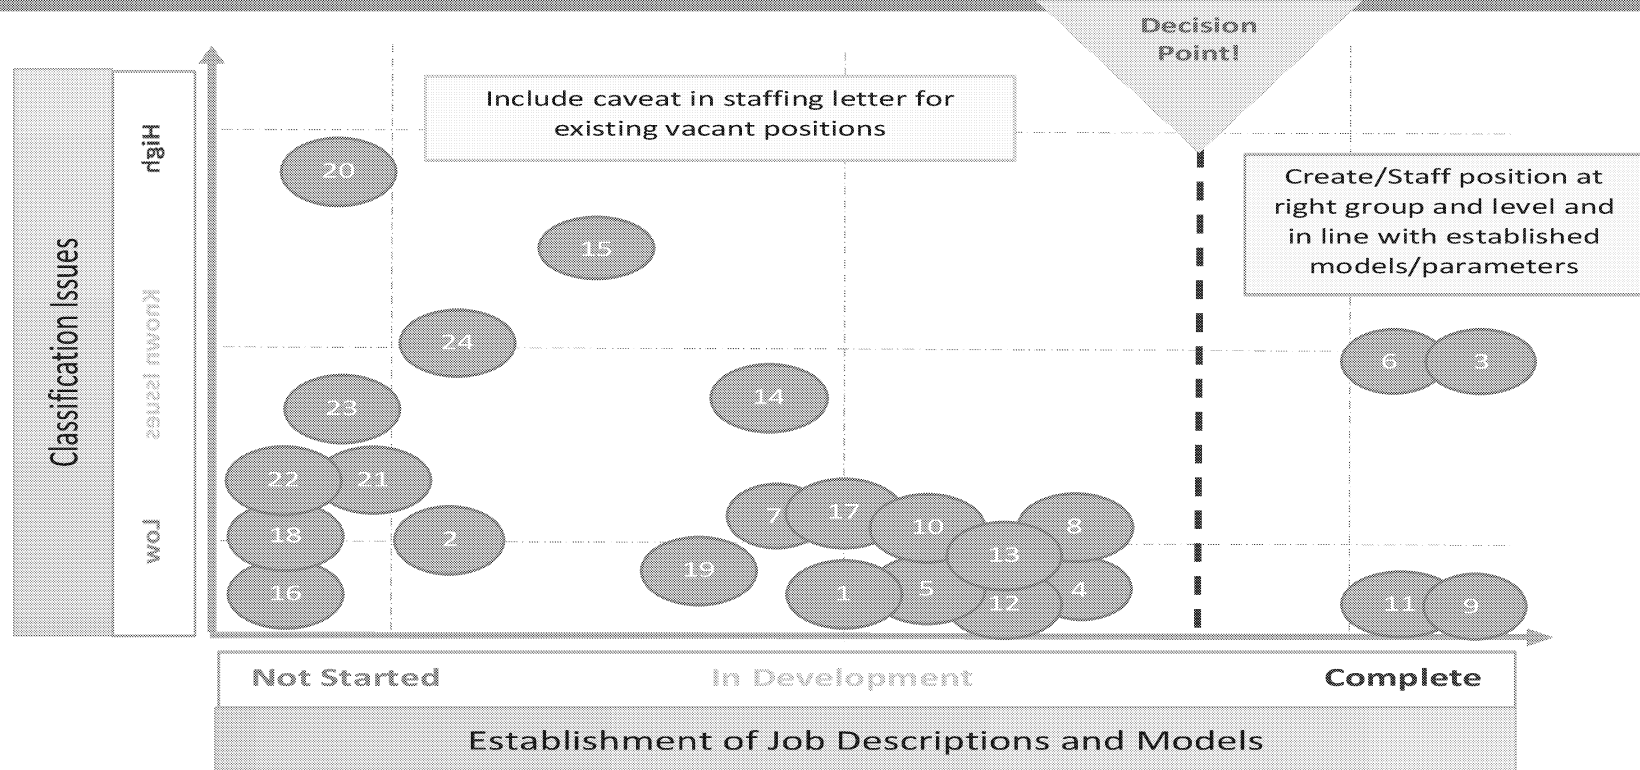 Decision
Point!
Include caveat in staffing letter for
existing vacant positions
Create/Staff position at
right group and level and
in line with established
models/parameters
Classification Issues
High
Known Issues
Low
20
15
24
14
6 3
23
22 21
7 17 10 8
18 2 13
19
16 1 5 12 4
11 9
Not Started In Development Complete
Establishment of Job Descriptions and Models